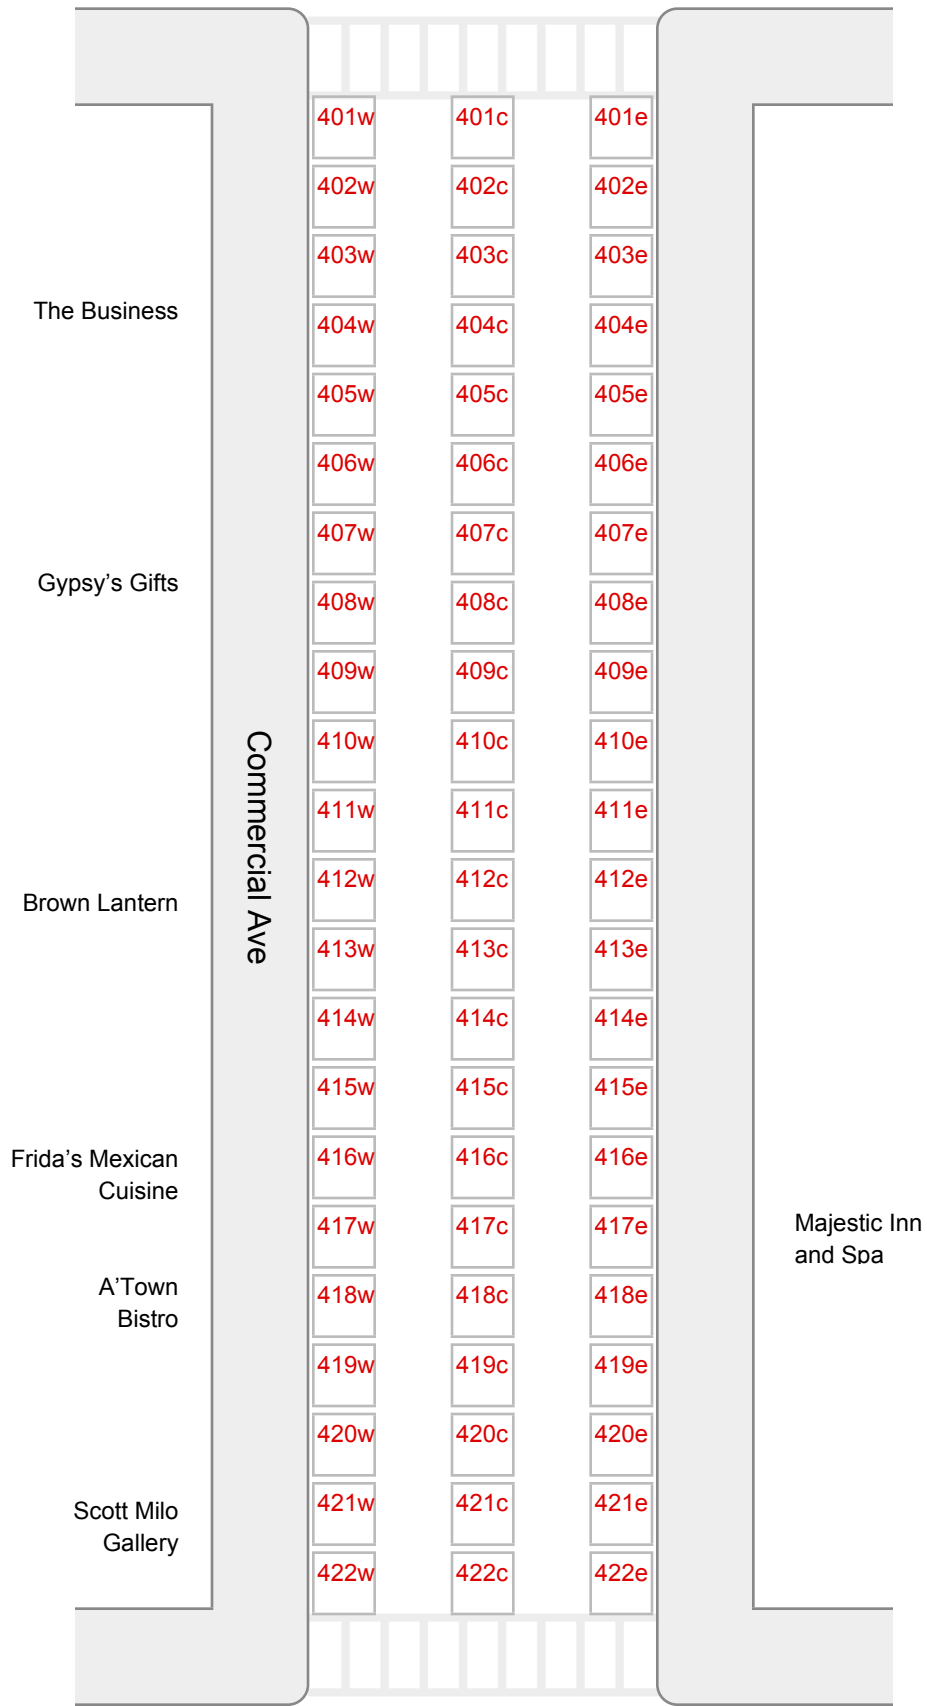 401w 401c 401e
402w 402c 402e
403w 403c 403e
The Business
404w 404c 404e
405w 405c 405e
406w 406c 406e
407w 407c 407e
Gypsy's Gifts
408w 408c 408e
409w 409c 409e
410w 410c 410e
Commercial Ave
411w 411c 411e
412w 412c 412e
Brown Lantern
413w 413c 413e
414w 414c 414e
415w 415c 415e
416w 416c 416e
Frida's Mexican
Cuisine
417w 417c 417e
Majestic Inn
and Spa
A'Town
Bistro
418w 418c 418e
419w 419c 419e
420w 420c 420e
421w 421c 421e
Scott Milo
Gallery
422w 422c 422e